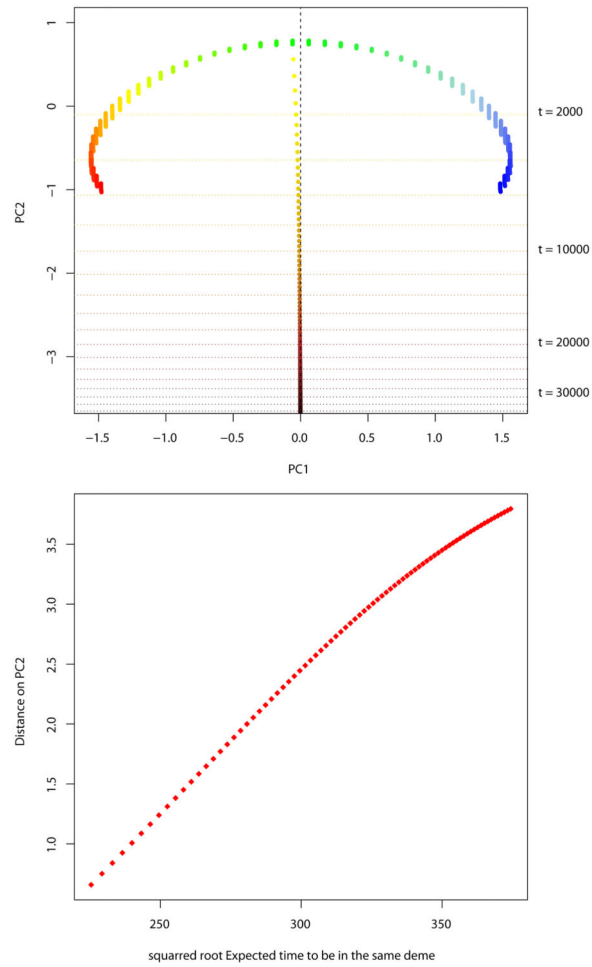 1
0
−1
−2
−3
PC2
t = 2000
t = 10000
t = 20000
t = 30000
−1.5
−1.0
−0.5
0.0
0.5
1.0
1.5
PC1
3.5
3.0
2.5
2.0
1.5
1.0
Distance on PC2
250
300
350
squarred root Expected time to be in the same deme